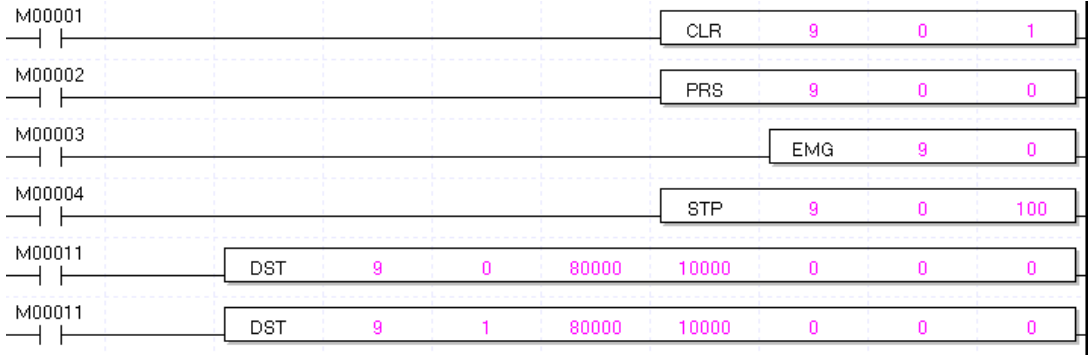 M00001
CLR 9 0 1
M00002
PRS 9 0 0
M00003
EMG 9 0
M00004
STP 9 0 100
M00011
DST 9 0 80000 10000 0 0 0
M00011
DST 9 1 80000 10000 0 0 0